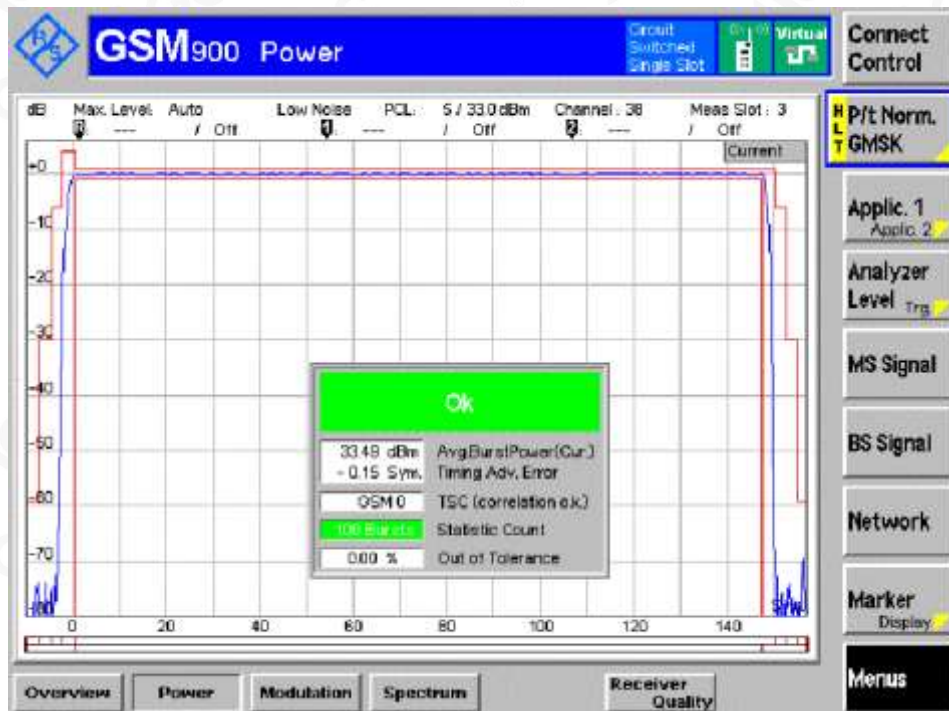 GSM900 Power
Circuit Switched Single Slot
Virtual
Connect Control
dB Max. Level: Auto Low Noise PCL: 5 / 33.0 dBm Channel: 38 Meas Slot: 3
--- / Off 1 --- / Off 2 --- / Off
Current
HLT
P/t Norm. GMSK
+0
-10
-20
-30
-40
-50
-60
-70
0 20 40 60 80 100 120 140
Ok
33.49 dBm Avg.BurstPower(Cur.)
- 0.15 Sym. Timing Adv. Error
GSM 0 TSC (correlation o.k.)
100 Bursts Statistic Count
0.00 % Out of Tolerance
Applic. 1
Applic. 2
Analyzer Level
Trg.
MS Signal
BS Signal
Network
Marker
Display
Menus
Overview Power Modulation Spectrum Receiver Quality